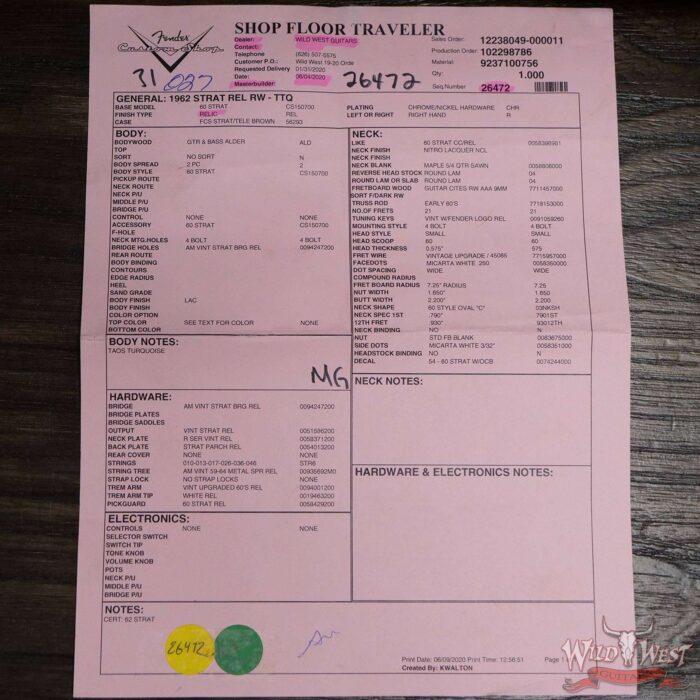 Fender Custom Shop
SHOP FLOOR TRAVELER
Dealer: WILD WEST GUITARS
Contact:
Telephone (626) 507-5575
Customer P.O.: Wild West 19-20 Orde
Requested Delivery 01/31/2020
Date: 06/04/2020
Masterbuilder:
Sales Order: 12238049-000011
Production Order: 102298786
Material: 9237100756
Qty: 1.000
Seq.Number 26472
31 027
26472
GENERAL: 1962 STRAT REL RW - TTQ
BASE MODEL 60 STRAT CS150700 PLATING CHROME/NICKEL HARDWARE CHR
FINISH TYPE RELIC REL LEFT OR RIGHT RIGHT HAND R
CASE FCS STRAT/TELE BROWN 56293
BODY:
BODYWOOD GTR & BASS ALDER ALD
TOP
SORT NO SORT N
BODY SPREAD 2 PC 2
BODY STYLE 60 STRAT CS150700
PICKUP ROUTE
NECK ROUTE
NECK P/U
MIDDLE P/U
BRIDGE P/U
CONTROL NONE NONE
ACCESSORY 60 STRAT CS150700
F-HOLE
NECK MTG.HOLES 4 BOLT 4 BOLT
BRIDGE HOLES AM VINT STRAT BRG REL 0094247200
REAR ROUTE
BODY BINDING
CONTOURS
EDGE RADIUS
HEEL
SAND GRADE
BODY FINISH LAC
BODY FINISH
COLOR OPTION
TOP COLOR SEE TEXT FOR COLOR NONE
BOTTOM COLOR
BODY NOTES:
TAOS TURQUOISE
MG
HARDWARE:
BRIDGE AM VINT STRAT BRG REL 0094247200
BRIDGE PLATES
BRIDGE SADDLES
OUTPUT VINT STRAT REL 0051586200
NECK PLATE R SER VINT REL 0058371200
BACK PLATE STRAT PARCH REL 0054013200
REAR COVER NONE NONE
STRINGS 010-013-017-026-036-046 STR6
STRING TREE AM VINT 59-64 METAL SPR REL 00935692M0
STRAP LOCK NO STRAP LOCKS NONE
TREM ARM VINT UPGRADED 60'S REL 0094001200
TREM ARM TIP WHITE REL 0019463200
PICKGUARD 60 STRAT REL 0058429200
ELECTRONICS:
CONTROLS NONE NONE
SELECTOR SWITCH
SWITCH TIP
TONE KNOB
VOLUME KNOB
POTS
NECK P/U
MIDDLE P/U
BRIDGE P/U
NECK:
LIKE 60 STRAT CC/REL 0058398981
NECK FINISH NITRO LACQUER NCL
NECK FINISH
NECK BLANK MAPLE 5/4 QTR SAWN 0058808000
REVERSE HEAD STOCK ROUND LAM 04
ROUND LAM OR SLAB ROUND LAM 04
FRETBOARD WOOD GUITAR CITES RW AAA 9MM 7711457000
SORT F/DARK RW
TRUSS ROD EARLY 60'S 7718153000
NO.OF FRETS 21 21
TUNING KEYS VINT W/FENDER LOGO REL 0091059260
MOUNTING STYLE 4 BOLT 4 BOLT
HEAD STYLE SMALL SMALL
HEAD SCOOP 60 60
HEAD THICKNESS 0.575" 575
FRET WIRE VINTAGE UPGRADE / 45085 7715957000
FACEDOTS MICARTA WHITE .250 0058350000
DOT SPACING WIDE WIDE
COMPOUND RADIUS
FRET BOARD RADIUS 7.25" RADIUS 7.25
NUT WIDTH 1.650" 1.650
BUTT WIDTH 2.200" 2.200
NECK SHAPE 60 STYLE OVAL "C" 03NKSH
NECK SPEC 1ST .790" 7901ST
12TH FRET .930" 93012TH
NECK BINDING NO N
NUT STD FB BLANK 0083675000
SIDE DOTS MICARTA WHITE 3/32" 0058351000
HEADSTOCK BINDING NO N
DECAL 54 - 60 STRAT W/OCB 0074244000
NECK NOTES:
HARDWARE & ELECTRONICS NOTES:
NOTES:
CERT: 62 STRAT
26472
Print Date: 06/09/2020 Print Time: 12:56:51 Page 1
Created By: KWALTON
WILD WEST
GUITARS